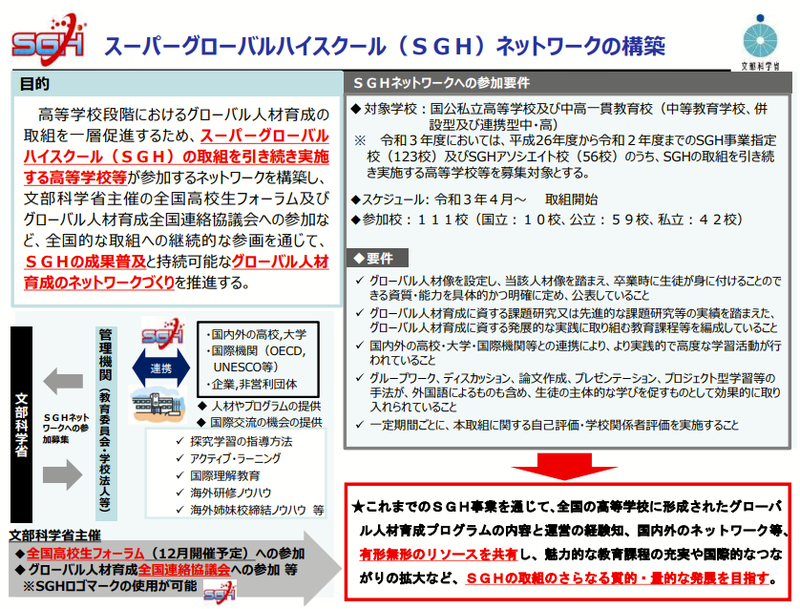 SGH
スーパーグローバルハイスクール（ＳＧＨ）ネットワークの構築
文部科学省
目的
高等学校段階におけるグローバル人材育成の
取組を一層促進するため、スーパーグローバル
ハイスクール（ＳＧＨ）の取組を引き続き実施
する高等学校等が参加するネットワークを構築し、
文部科学省主催の全国高校生フォーラム及び
グローバル人材育成全国連絡協議会への参加な
ど、全国的な取組への継続的な参画を通じて、
ＳＧＨの成果普及と持続可能なグローバル人材
育成のネットワークづくりを推進する。
ＳＧＨネットワークへの参加要件
◆ 対象学校：国公私立高等学校及び中高一貫教育校（中等教育学校、併
設型及び連携型中・高）
※ 令和３年度においては、平成26年度から令和２年度までのSGH事業指定
校（123校）及びSGHアソシエイト校（56校）のうち、SGHの取組を引き続
き実施する高等学校等を募集対象とする。
◆スケジュール：令和３年４月～ 取組開始
◆参加校：１１１校（国立：１０校、公立：５９校、私立：４２校）
◆要件
✓ グローバル人材像を設定し、当該人材像を踏まえ、卒業時に生徒が身に付けることので
きる資質・能力を具体的かつ明確に定め、公表していること
✓ グローバル人材育成に資する課題研究又は先進的な課題研究等の実績を踏まえた、
グローバル人材育成に資する発展的な実践に取り組む教育課程等を編成していること
✓ 国内外の高校・大学・国際機関等との連携により、より実践的で高度な学習活動が行
われていること
✓ グループワーク、ディスカッション、論文作成、プレゼンテーション、プロジェクト型学習等の
手法が、外国語によるものも含め、生徒の主体的な学びを促すものとして効果的に取り
入れられていること
✓ 一定期間ごとに、本取組に関する自己評価・学校関係者評価を実施すること
文部科学省
ＳＧＨネット
ワークへの参
加募集
管理機関（教育委員会・学校法人等）
SGH
連携
・国内外の高校,大学
・国際機関（OECD,
UNESCO等）
・企業,非営利団体
◆ 人材やプログラムの提供
◆ 国際交流の機会の提供
✓ 探究学習の指導方法
✓ アクティブ・ラーニング
✓ 国際理解教育
✓ 海外研修ノウハウ
✓ 海外姉妹校締結ノウハウ 等
文部科学省主催
◆全国高校生フォーラム（12月開催予定）への参加
◆グローバル人材育成全国連絡協議会への参加 等
※SGHロゴマークの使用が可能
SGH
★これまでのＳＧＨ事業を通じて、全国の高等学校に形成されたグローバ
ル人材育成プログラムの内容と運営の経験知、国内外のネットワーク等、
有形無形のリソースを共有し、魅力的な教育課程の充実や国際的なつな
がりの拡大など、ＳＧＨの取組のさらなる質的・量的な発展を目指す。